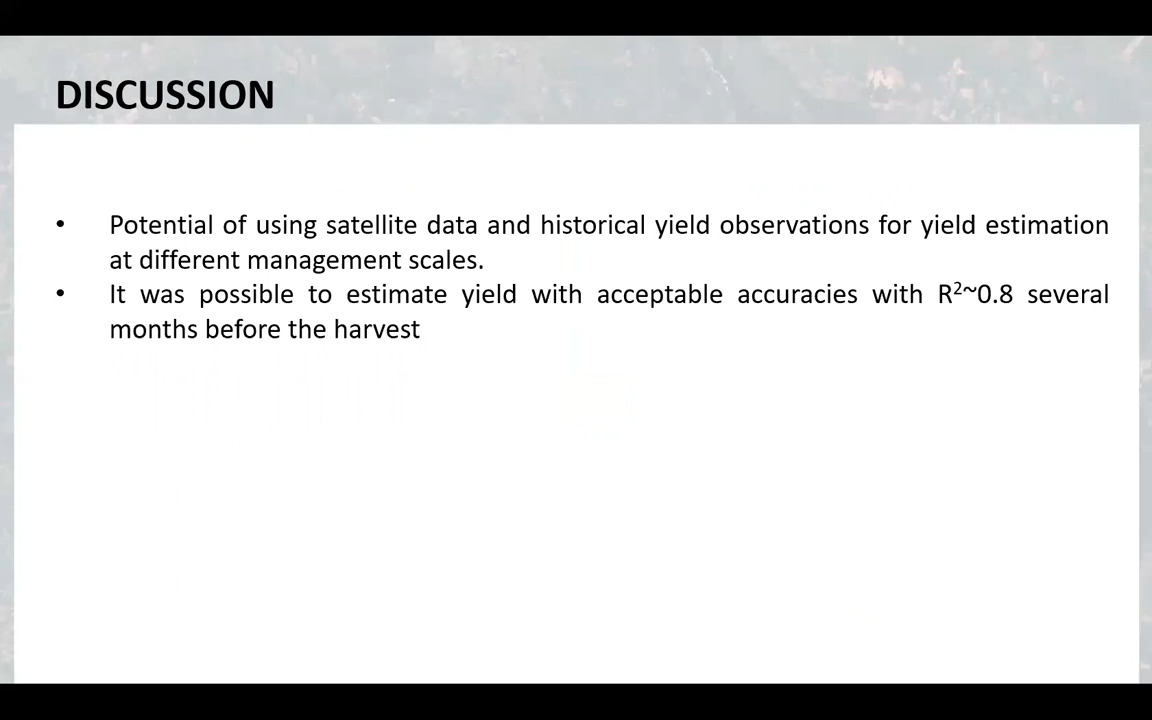 DISCUSSION
• Potential of using satellite data and historical yield observations for yield estimation
at different management scales.
• It was possible to estimate yield with acceptable accuracies with R²~0.8 several
months before the harvest